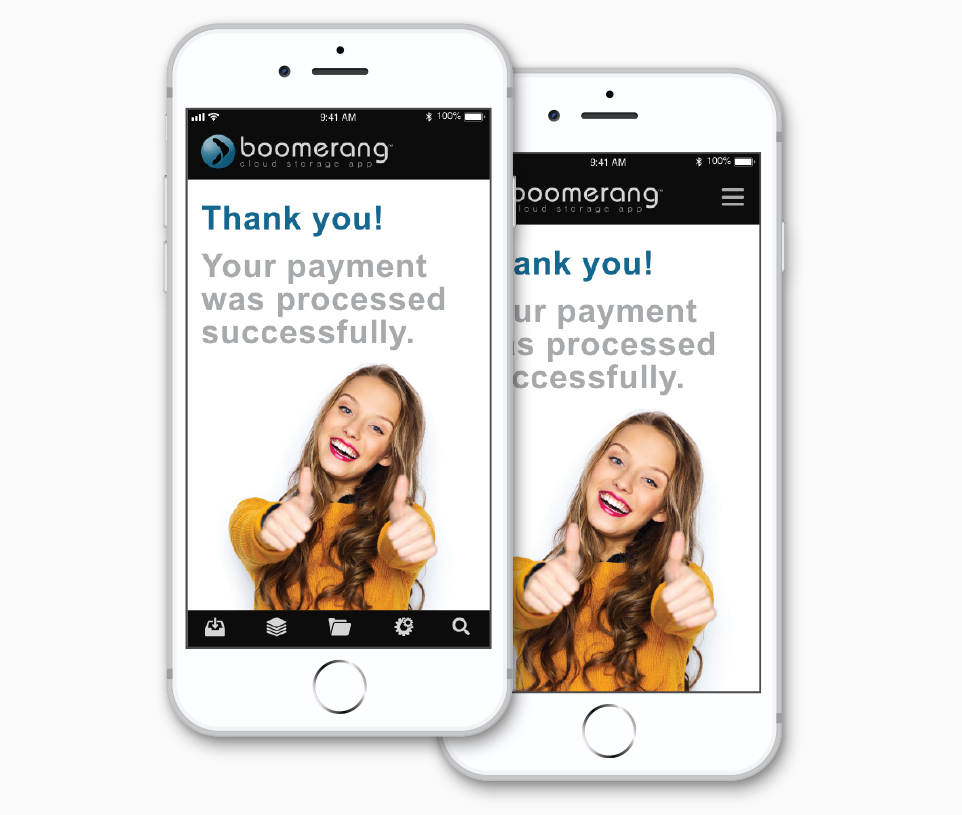 9:41 AM 100%
boomerang™
cloud storage app
Thank you!
Your payment
was processed
successfully.
9:41 AM 100%
boomerang™
loud storage app
ank you!
ur payment
s processed
ccessfully.